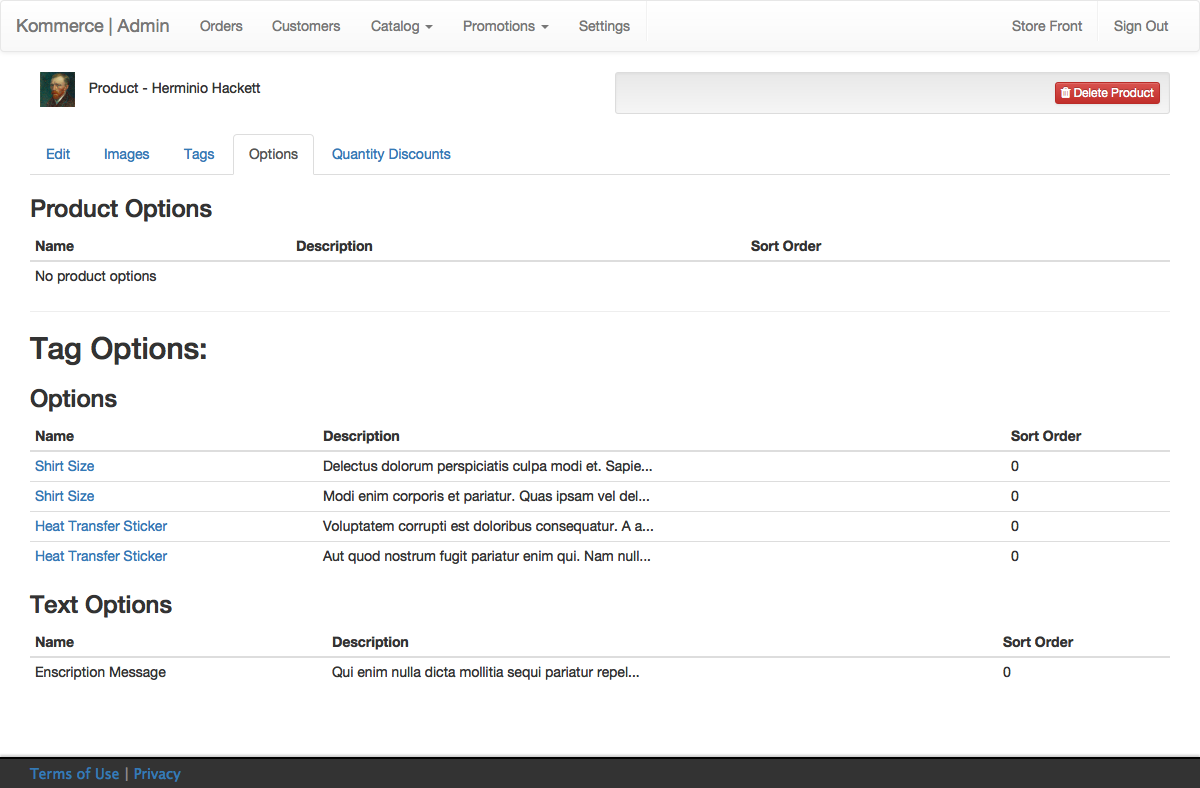 Kommerce | Admin Orders Customers Catalog Promotions Settings Store Front Sign Out
Product - Herminio Hackett Delete Product
Edit Images Tags Options Quantity Discounts
Product Options
Name Description Sort Order
No product options
Tag Options:
Options
Name Description Sort Order
Shirt Size Delectus dolorum perspiciatis culpa modi et. Sapie... 0
Shirt Size Modi enim corporis et pariatur. Quas ipsam vel del... 0
Heat Transfer Sticker Voluptatem corrupti est doloribus consequatur. A a... 0
Heat Transfer Sticker Aut quod nostrum fugit pariatur enim qui. Nam null... 0
Text Options
Name Description Sort Order
Enscription Message Qui enim nulla dicta mollitia sequi pariatur repel... 0
Terms of Use | Privacy